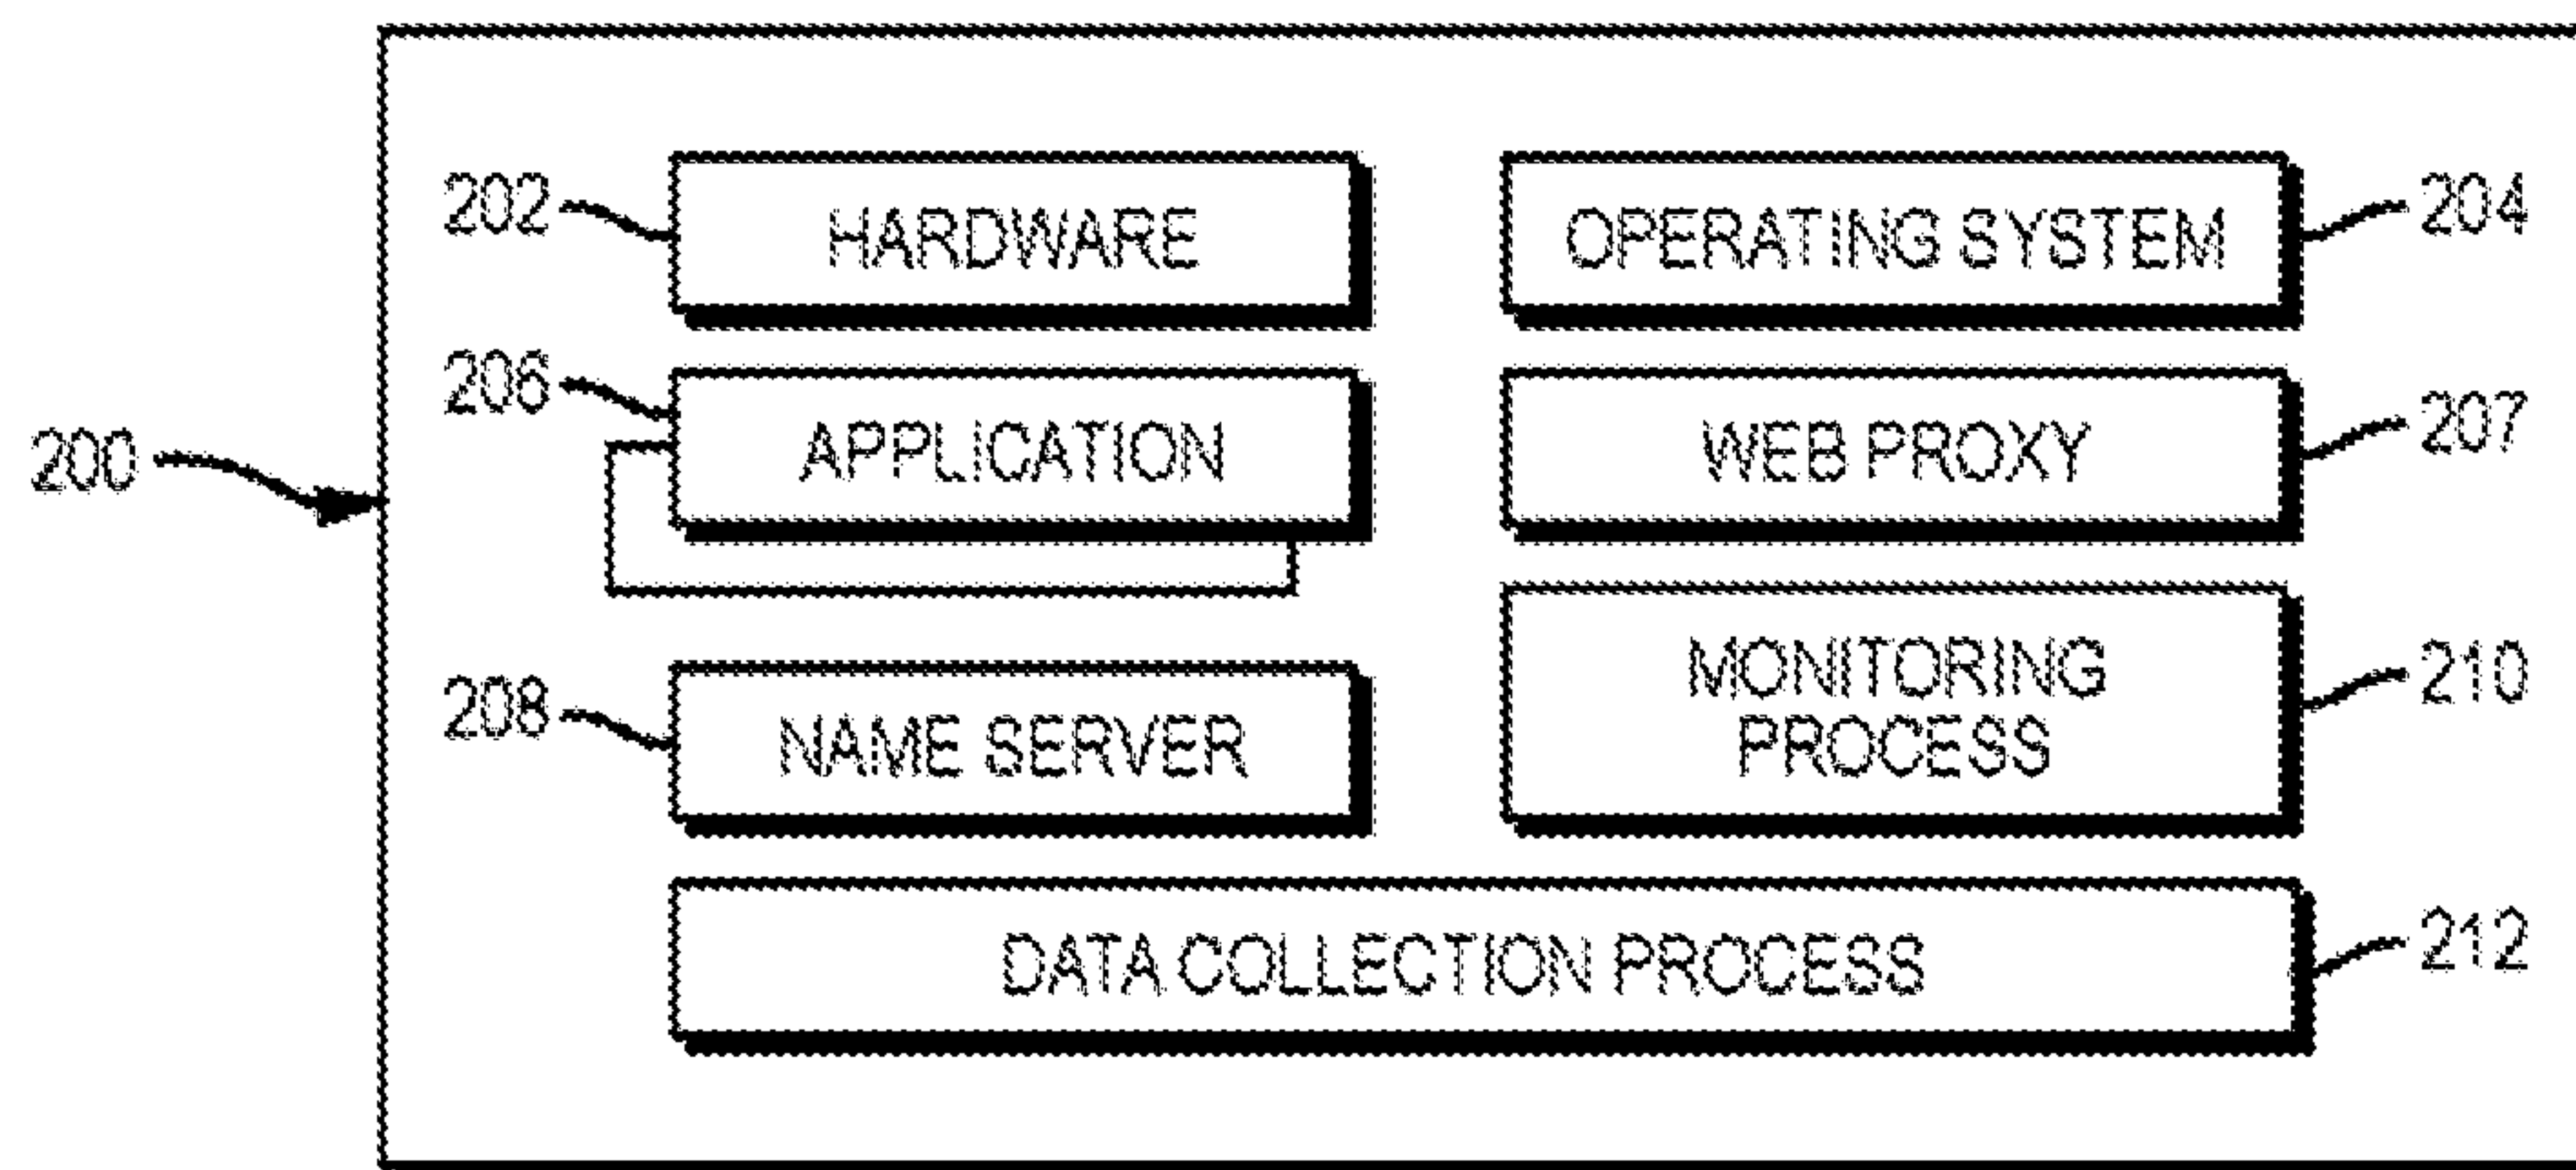 202 HARDWARE OPERATING SYSTEM 204
206 APPLICATION WEB PROXY 207
200
208 NAME SERVER MONITORING PROCESS 210
DATA COLLECTION PROCESS 212